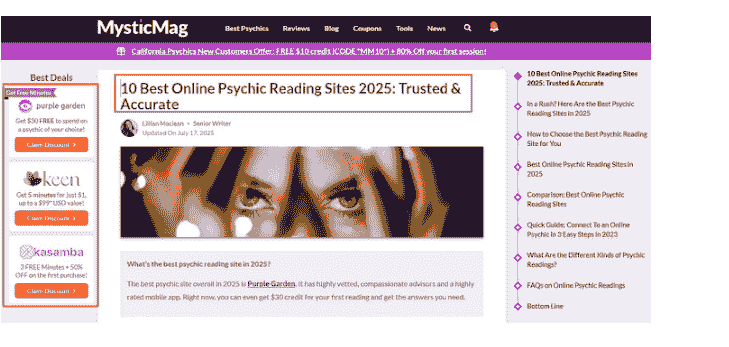 MysticMag
Best Psychics Reviews Blog Coupons Tools News
California Psychics New Customers Offer: FREE $10 credit (CODE "MM10") + 80% Off your first session!
Best Deals
Get Free Minutes
purple garden
Get $30 FREE to spend on
a psychic of your choice!
Claim Discount >
keen
Get 5 minutes for just $1,
up to a $99 USD value!
Claim Discount >
kasamba
3 FREE Minutes + 50%
OFF on the first purchase!
Claim Discount >
10 Best Online Psychic Reading Sites 2025: Trusted &
Accurate
Lillian Maclean • Senior Writer
Updated On July 17, 2025
What's the best psychic reading site in 2025?
The best psychic site overall in 2025 is Purple Garden. It has highly vetted, compassionate advisors and a highly
rated mobile app. Right now, you can even get $30 credit for your first reading and get the answers you need.
10 Best Online Psychic Reading Sites
2025: Trusted & Accurate
In a Rush? Here Are the Best Psychic
Reading Sites in 2025
How to Choose the Best Psychic Reading
Site for You
Best Online Psychic Reading Sites in
2025
Comparison: Best Online Psychic
Reading Sites
Quick Guide: Connect To an Online
Psychic in 3 Easy Steps in 2023
What Are the Different Kinds of Psychic
Readings?
FAQs on Online Psychic Readings
Bottom Line